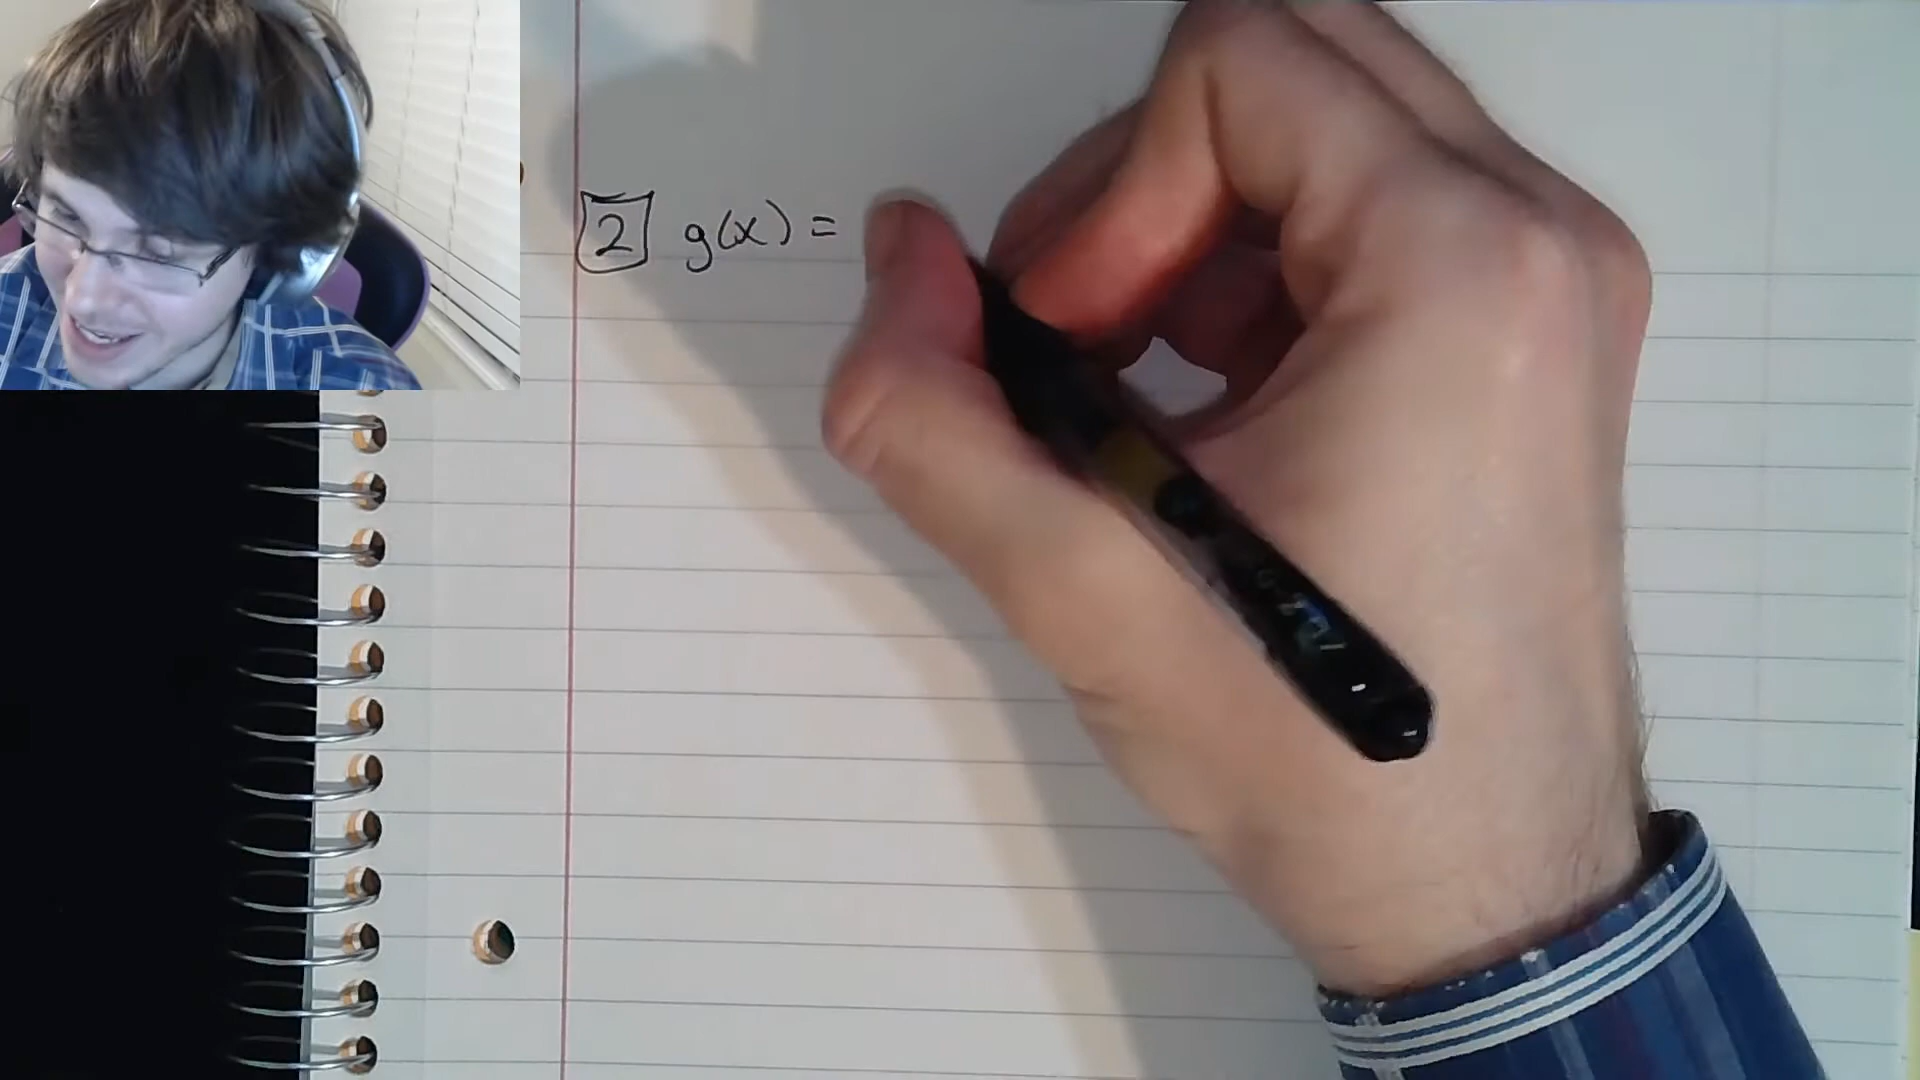 2 g(x) =